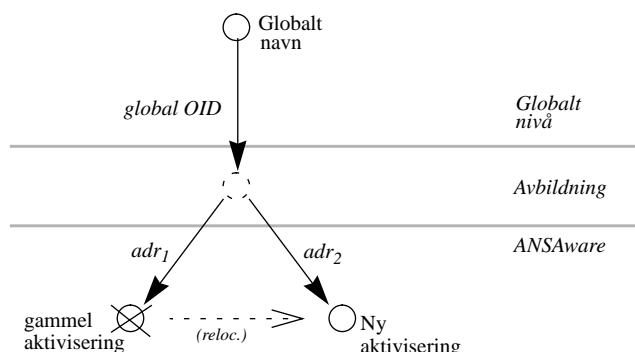 Globalt
navn
global OID
Globalt
nivå
Avbildning
ANSAware
adr1
adr2
gammel
aktivisering
(reloc.)
Ny
aktivisering